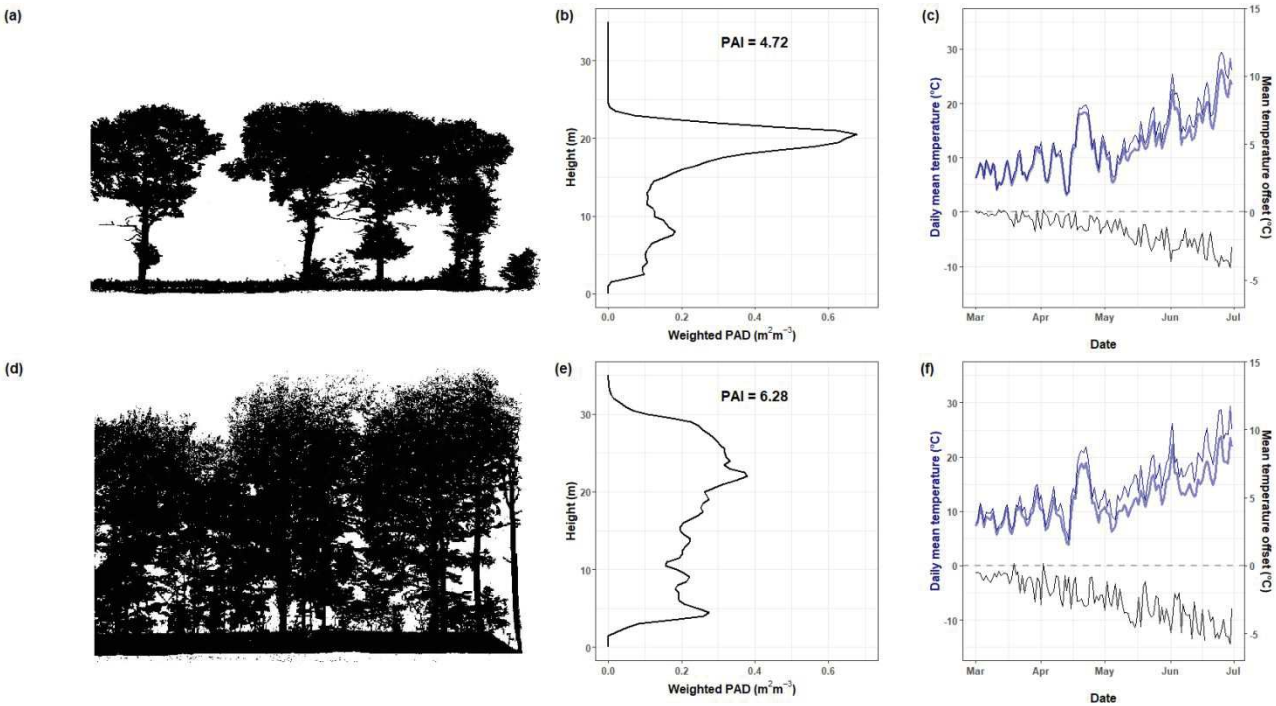 (a)
(b)
PAI = 4.72
Height (m)
30
20
10
0
0.0 0.2 0.4 0.6
Weighted PAD (m²m⁻³)
(c)
Daily mean temperature (°C)
30
20
10
0
-10
Mean temperature offset (°C)
15
10
5
0
-5
Mar Apr May Jun Jul
Date
(d)
(e)
PAI = 6.28
Height (m)
30
20
10
0
0.0 0.2 0.4 0.6
Weighted PAD (m²m⁻³)
(f)
Daily mean temperature (°C)
30
20
10
0
-10
Mean temperature offset (°C)
15
10
5
0
-5
Mar Apr May Jun Jul
Date